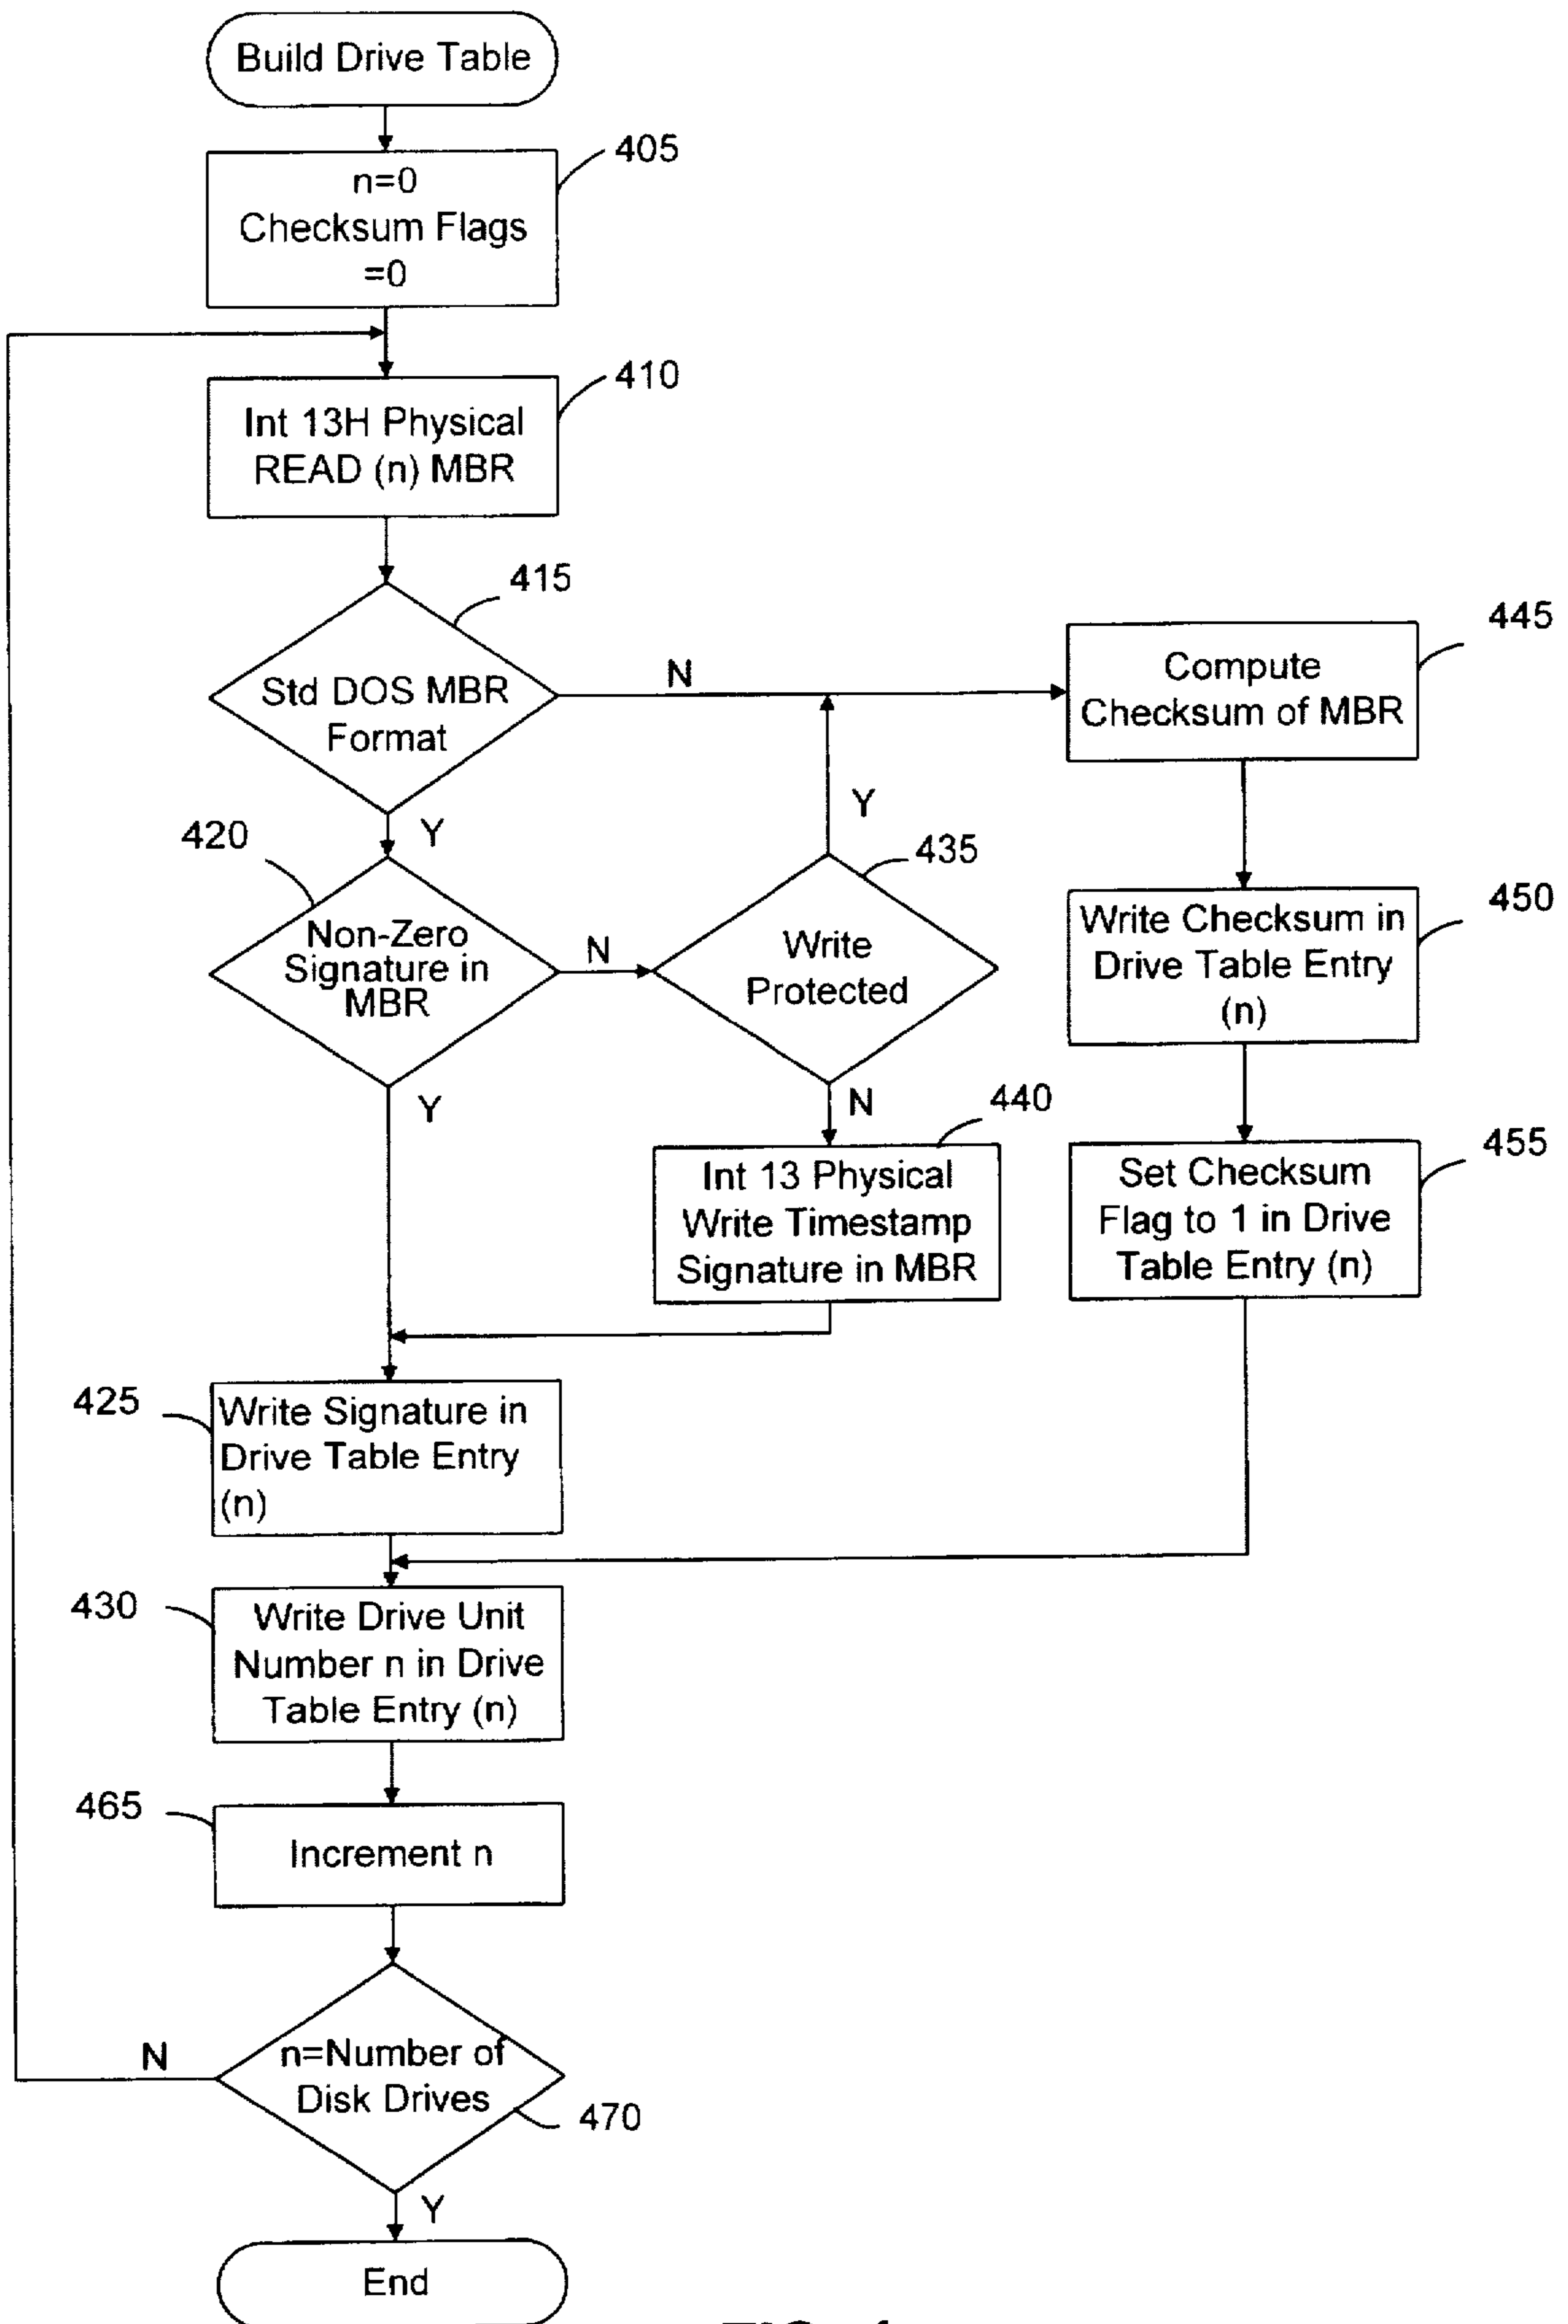 Build Drive Table
405
n=0
Checksum Flags
=0
410
Int 13H Physical
READ (n) MBR
415
Std DOS MBR
Format
N
445
Compute
Checksum of MBR
Y
420
Non-Zero
Signature in
MBR
N
Y
435
Write
Protected
450
Write Checksum in
Drive Table Entry
(n)
Y
N
440
Int 13 Physical
Write Timestamp
Signature in MBR
455
Set Checksum
Flag to 1 in Drive
Table Entry (n)
425
Write Signature in
Drive Table Entry
(n)
430
Write Drive Unit
Number n in Drive
Table Entry (n)
465
Increment n
N
n=Number of
Disk Drives
470
Y
End